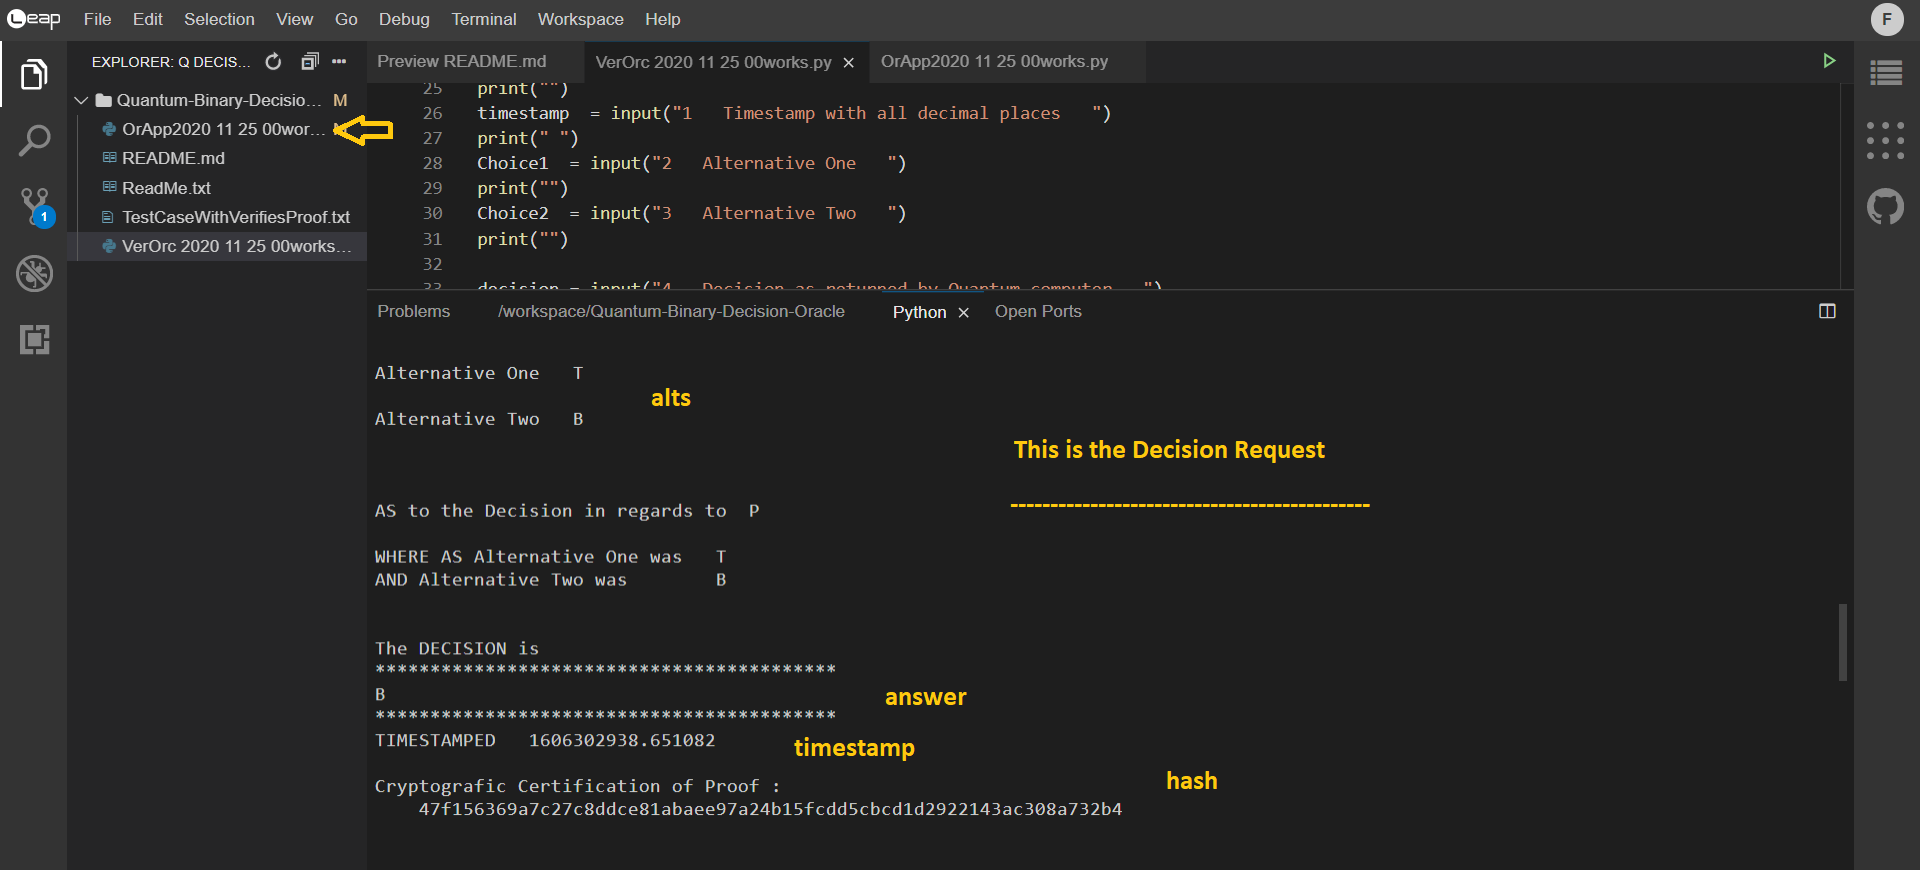 Leap File Edit Selection View Go Debug Terminal Workspace Help F
EXPLORER: Q DECIS...
Quantum-Binary-Decisio... M
OrApp2020 11 25 00wor...
README.md
ReadMe.txt
TestCaseWithVerifiesProof.txt
VerOrc 2020 11 25 00works...
1
Preview README.md VerOrc 2020 11 25 00works.py × OrApp2020 11 25 00works.py
25 print("")
26 timestamp  = input("1   Timestamp with all decimal places   ")
27 print(" ")
28 Choice1  = input("2   Alternative One   ")
29 print("")
30 Choice2  = input("3   Alternative Two   ")
31 print("")
32
33 decision = input("4   Decision as returned by Quantum computer   ")
Problems /workspace/Quantum-Binary-Decision-Oracle Python × Open Ports
Alternative One   T
alts
Alternative Two   B
This is the Decision Request
-------------------------------------------
AS to the Decision in regards to  P
WHERE AS Alternative One was   T
AND Alternative Two was        B
The DECISION is
******************************************
B
answer
******************************************
TIMESTAMPED   1606302938.651082
timestamp
hash
Cryptografic Certification of Proof :
47f156369a7c27c8ddce81abaee97a24b15fcdd5cbcd1d2922143ac308a732b4